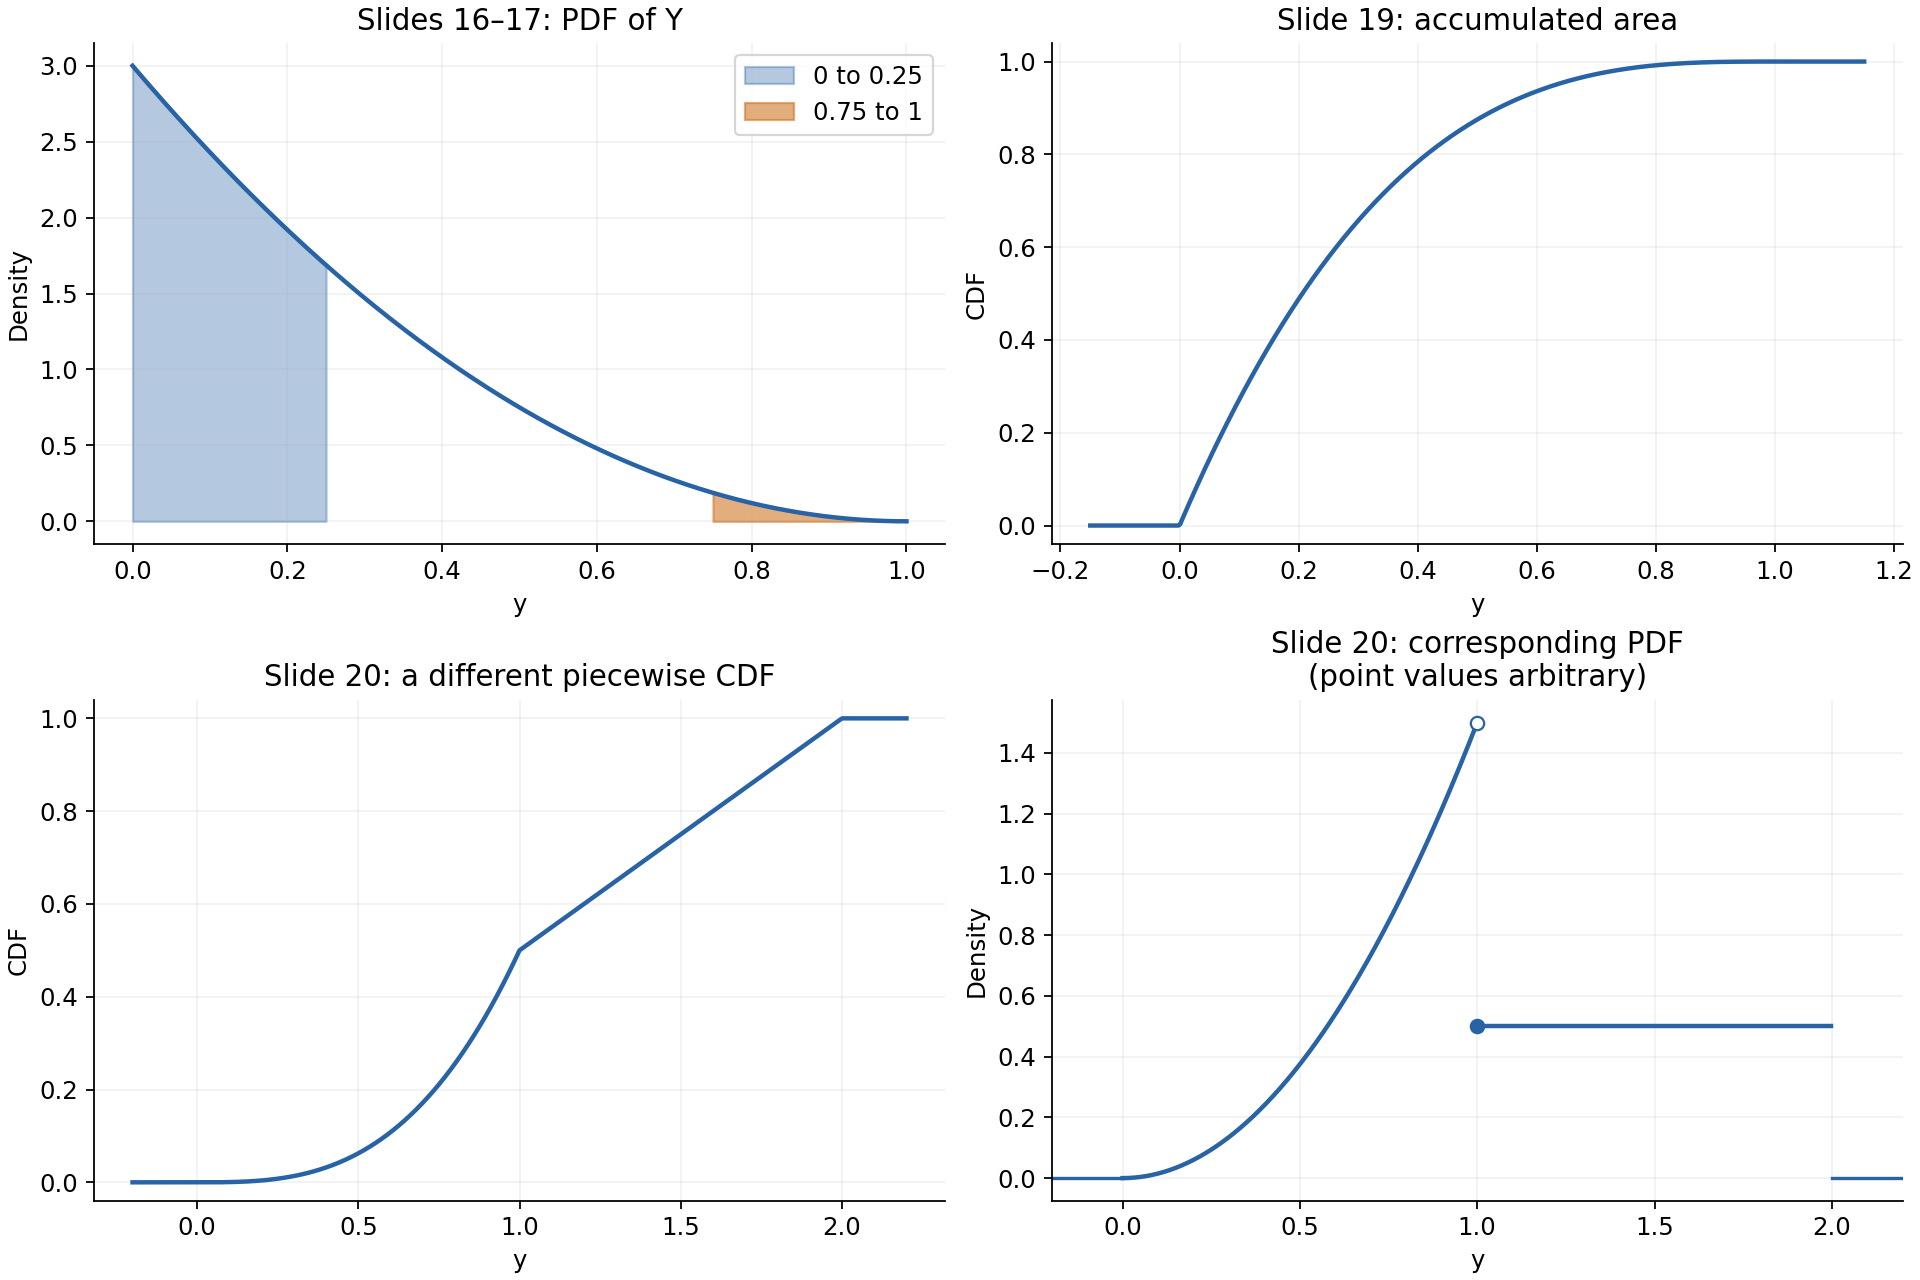 Slides 16–17: PDF of Y
Density
3.0
2.5
2.0
1.5
1.0
0.5
0.0
0 to 0.25
0.75 to 1
0.0 0.2 0.4 0.6 0.8 1.0
y
Slide 19: accumulated area
CDF
1.0
0.8
0.6
0.4
0.2
0.0
−0.2 0.0 0.2 0.4 0.6 0.8 1.0 1.2
y
Slide 20: a different piecewise CDF
CDF
1.0
0.8
0.6
0.4
0.2
0.0
0.0 0.5 1.0 1.5 2.0
y
Slide 20: corresponding PDF
(point values arbitrary)
Density
1.4
1.2
1.0
0.8
0.6
0.4
0.2
0.0
0.0 0.5 1.0 1.5 2.0
y